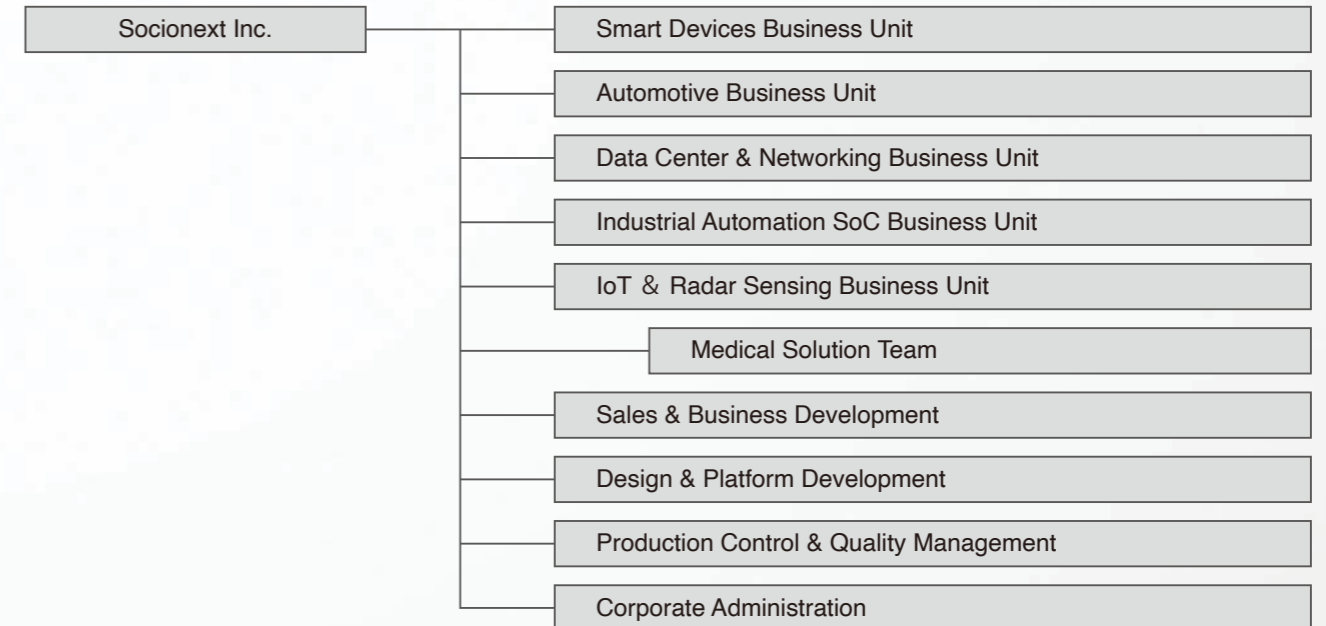 Socionext Inc.
Smart Devices Business Unit
Automotive Business Unit
Data Center & Networking Business Unit
Industrial Automation SoC Business Unit
IoT & Radar Sensing Business Unit
Medical Solution Team
Sales & Business Development
Design & Platform Development
Production Control & Quality Management
Corporate Administration